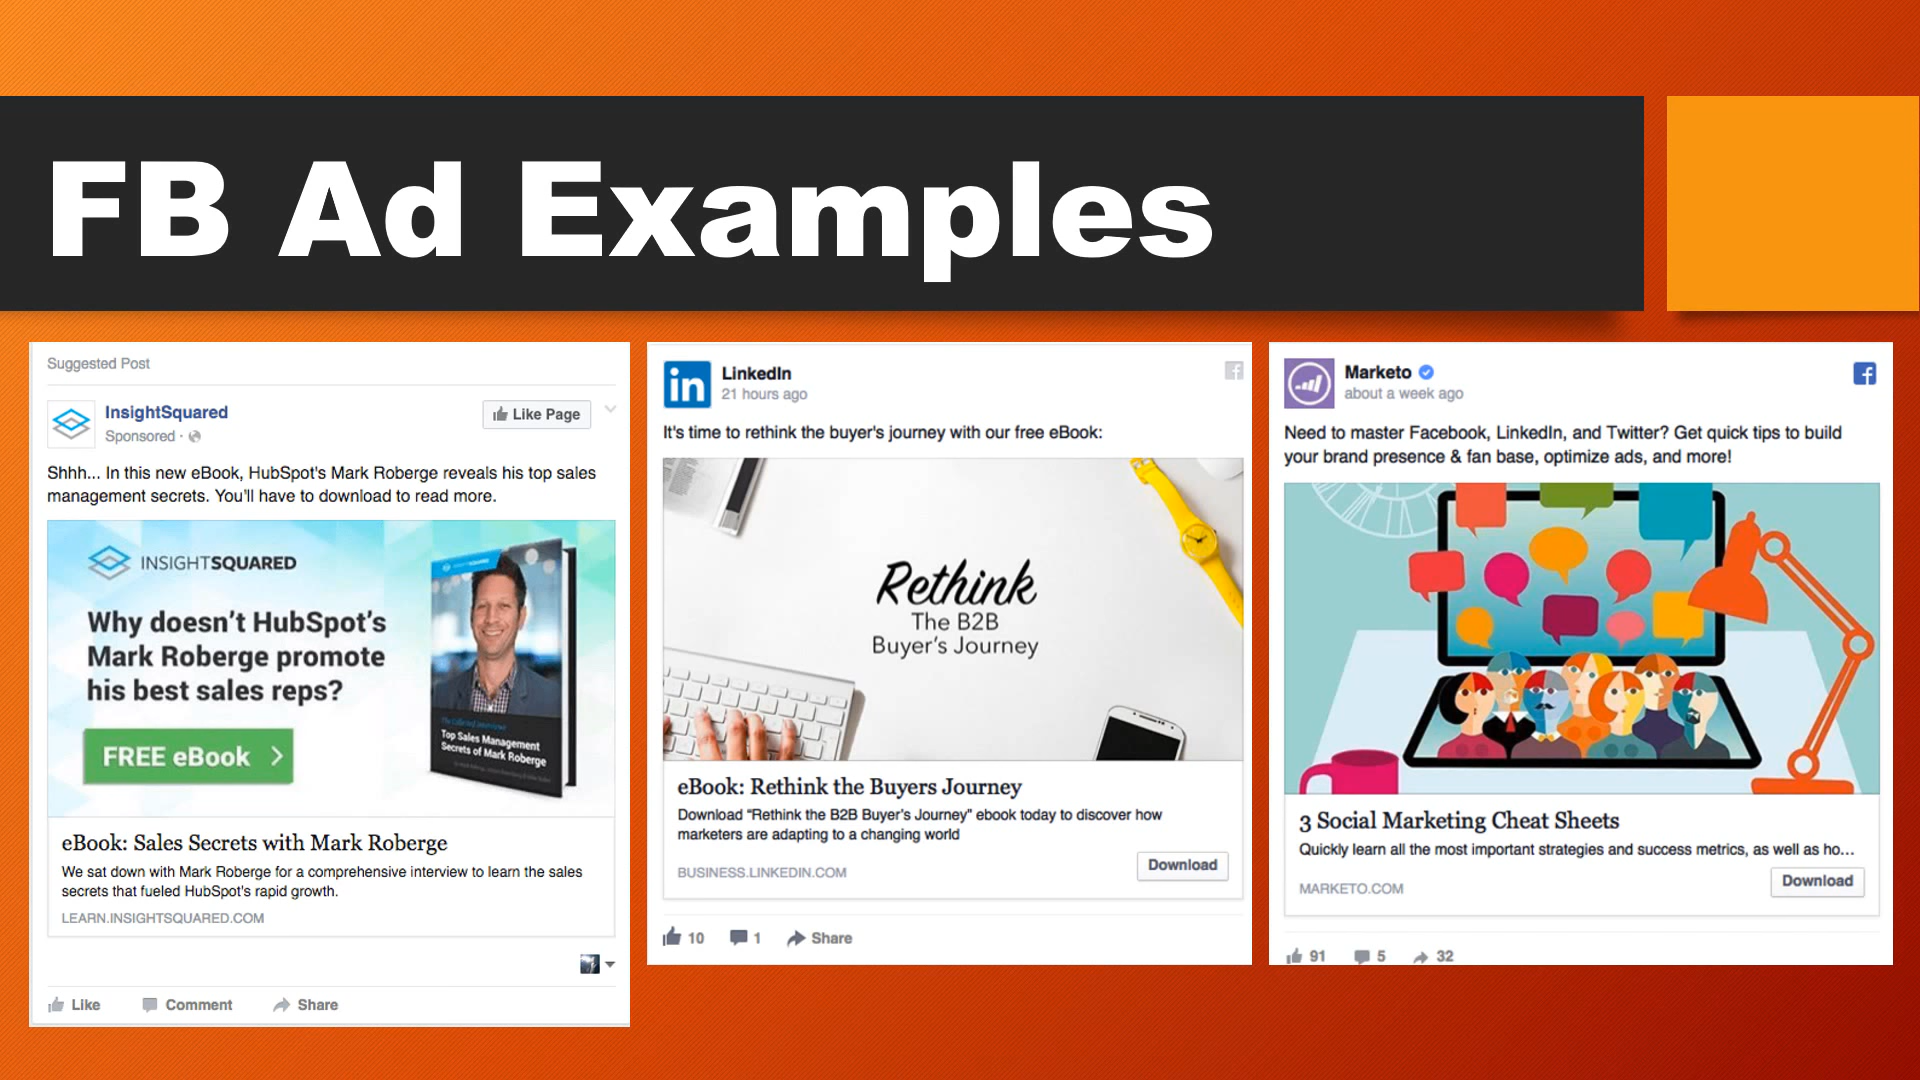 FB Ad Examples
Suggested Post
InsightSquared
Sponsored ·
Like Page
Shhh... In this new eBook, HubSpot's Mark Roberge reveals his top sales
management secrets. You'll have to download to read more.
INSIGHTSQUARED
Why doesn't HubSpot's
Mark Roberge promote
his best sales reps?
FREE eBook
INSIGHTSQUARED
Top Sales Management
Secrets of Mark Roberge
eBook: Sales Secrets with Mark Roberge
We sat down with Mark Roberge for a comprehensive interview to learn the sales
secrets that fueled HubSpot's rapid growth.
LEARN.INSIGHTSQUARED.COM
Like Comment Share
in
LinkedIn
21 hours ago
It's time to rethink the buyer's journey with our free eBook:
Rethink
The B2B
Buyer's Journey
eBook: Rethink the Buyers Journey
Download “Rethink the B2B Buyer's Journey” ebook today to discover how
marketers are adapting to a changing world
BUSINESS.LINKEDIN.COM
Download
10 1 Share
Marketo
about a week ago
Need to master Facebook, LinkedIn, and Twitter? Get quick tips to build
your brand presence & fan base, optimize ads, and more!
3 Social Marketing Cheat Sheets
Quickly learn all the most important strategies and success metrics, as well as ho...
MARKETO.COM
Download
91 5 32